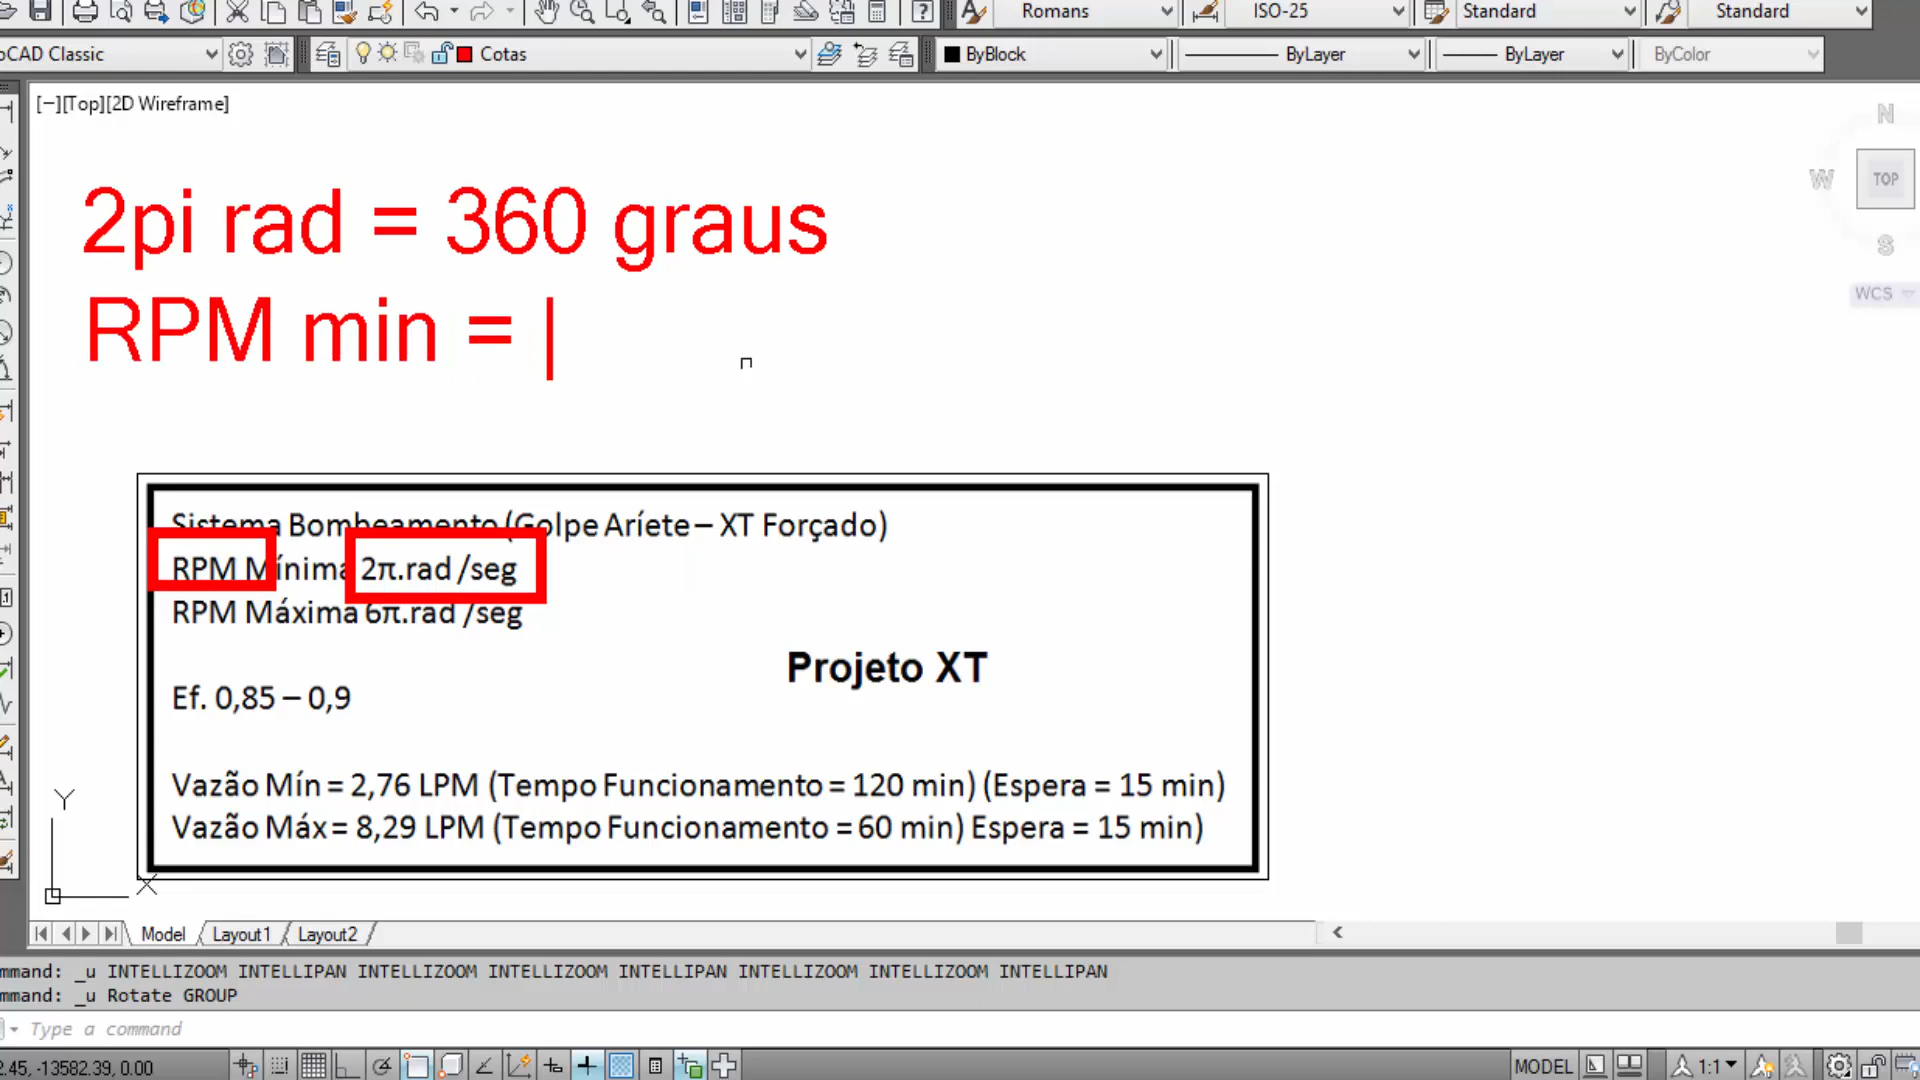 Romans
ISO-25
Standard
Standard
oCAD Classic
Cotas
ByBlock
ByLayer
ByLayer
ByColor
[−][Top][2D Wireframe]
N
W
TOP
S
WCS
2pi rad = 360 graus
RPM min =
Sistema Bombeamento (Golpe Aríete – XT Forçado)
RPM Mínima 2π.rad /seg
RPM Máxima 6π.rad /seg
Projeto XT
Ef. 0,85 – 0,9
Vazão Mín = 2,76 LPM (Tempo Funcionamento = 120 min) (Espera = 15 min)
Vazão Máx = 8,29 LPM (Tempo Funcionamento = 60 min) Espera = 15 min)
Y
X
Model
Layout1
Layout2
mmand: _u INTELLIZOOM INTELLIPAN INTELLIZOOM INTELLIZOOM INTELLIPAN INTELLIZOOM INTELLIZOOM INTELLIPAN
mmand: _u Rotate GROUP
Type a command
2.45, -13582.39, 0.00
MODEL
1:1